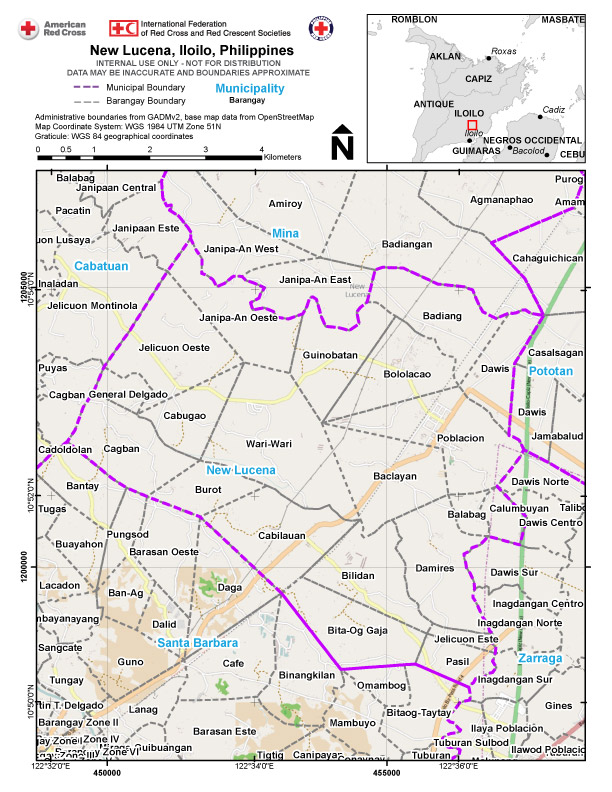 American Red Cross
International Federation of Red Cross and Red Crescent Societies
New Lucena, Iloilo, Philippines
INTERNAL USE ONLY - NOT FOR DISTRIBUTION
DATA MAY BE INACCURATE AND BOUNDARIES APPROXIMATE
Municipal Boundary Municipality
Barangay Boundary Barangay
Administrative boundaries from GADMv2, base map data from OpenStreetMap
Map Coordinate System: WGS 1984 UTM Zone 51N
Graticule: WGS 84 geographical coordinates
0 0.5 1 2 3 4
Kilometers
N
ROMBLON MASBATE
Roxas
AKLAN
CAPIZ
ANTIQUE
ILOILO
Cadiz
Iloilo
NEGROS OCCIDENTAL
GUIMARAS Bacolod CEBU
Balabag
Janipaan Central
Purog
Agmanaphao
Amam
Pacatin
Amiroy
Janipaan Este
Mina
uon Lusaya
Janipa-An West
Badiangan
Cabatuan
Cahaguichican
Inaladan
Janipa-An East
New Lucena
Jelicuon Montinola
Janipa-An Oeste
Badiang
Jelicuon Oeste
Guinobatan
Casalsagan
Puyas
Bololacao
Dawis
Pototan
Cagban
General Delgado
Cabugao
Dawis
Poblacion
Jamabalud
Cadoldolan
Cagban
Wari-Wari
New Lucena
Baclayan
Bantay
Burot
Dawis Norte
Tugas
Calumbuyan
Talibo
Balabag
Dawis Centro
Pungsod
Cabilauan
Buayahon
Barasan Oeste
Damires
Bilidan
Dawis Sur
Lacadon
Ban-Ag
Daga
Inagdangan Centro
mbayanayang
Dalid
Bita-Og Gaja
Inagdangan Norte
Sangcate
Santa Barbara
Jelicuon Este
Guno
Cafe
Pasil
Zarraga
Tungay
Binangkilan
Omambog
Inagdangan Sur
tin T. Delgado
Lanag
Bitaog-Taytay
Gines
Barangay Zone II
Mambuyo
Barasan Este
Ilaya Poblacion
Guibuangan
Tuburan Sulbod
Ilawod Poblacio
Tigtig
Canipayan
Tuburan
1205000
10°54'0"N
10°52'0"N
1200000
10°50'0"N
122°32'0"E
450000
122°34'0"E
455000
122°36'0"E